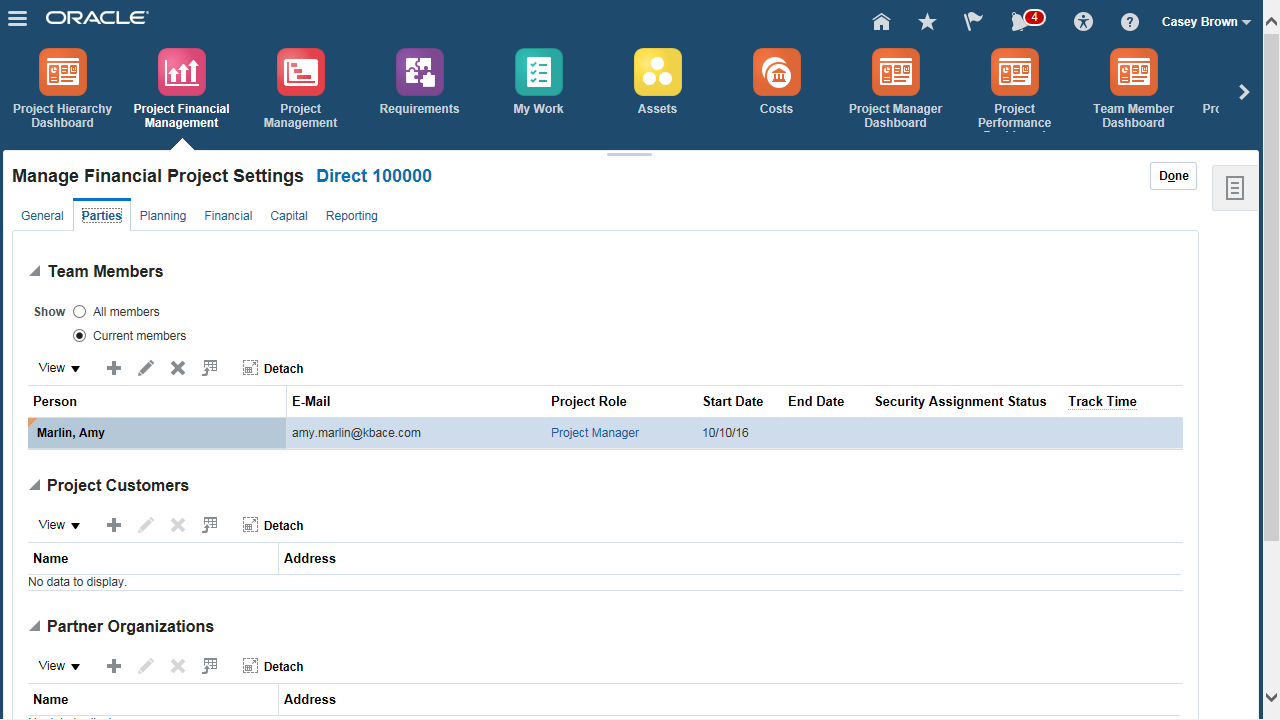 ORACLE
4
Casey Brown
Project Hierarchy Dashboard
Project Financial Management
Project Management
Requirements
My Work
Assets
Costs
Project Manager Dashboard
Project Performance
Team Member Dashboard
Manage Financial Project Settings Direct 100000
Done
General Parties Planning Financial Capital Reporting
Team Members
Show All members
Current members
View Detach
Person E-Mail Project Role Start Date End Date Security Assignment Status Track Time
Marlin, Amy amy.marlin@kbace.com Project Manager 10/10/16
Project Customers
View Detach
Name Address
No data to display.
Partner Organizations
View Detach
Name Address